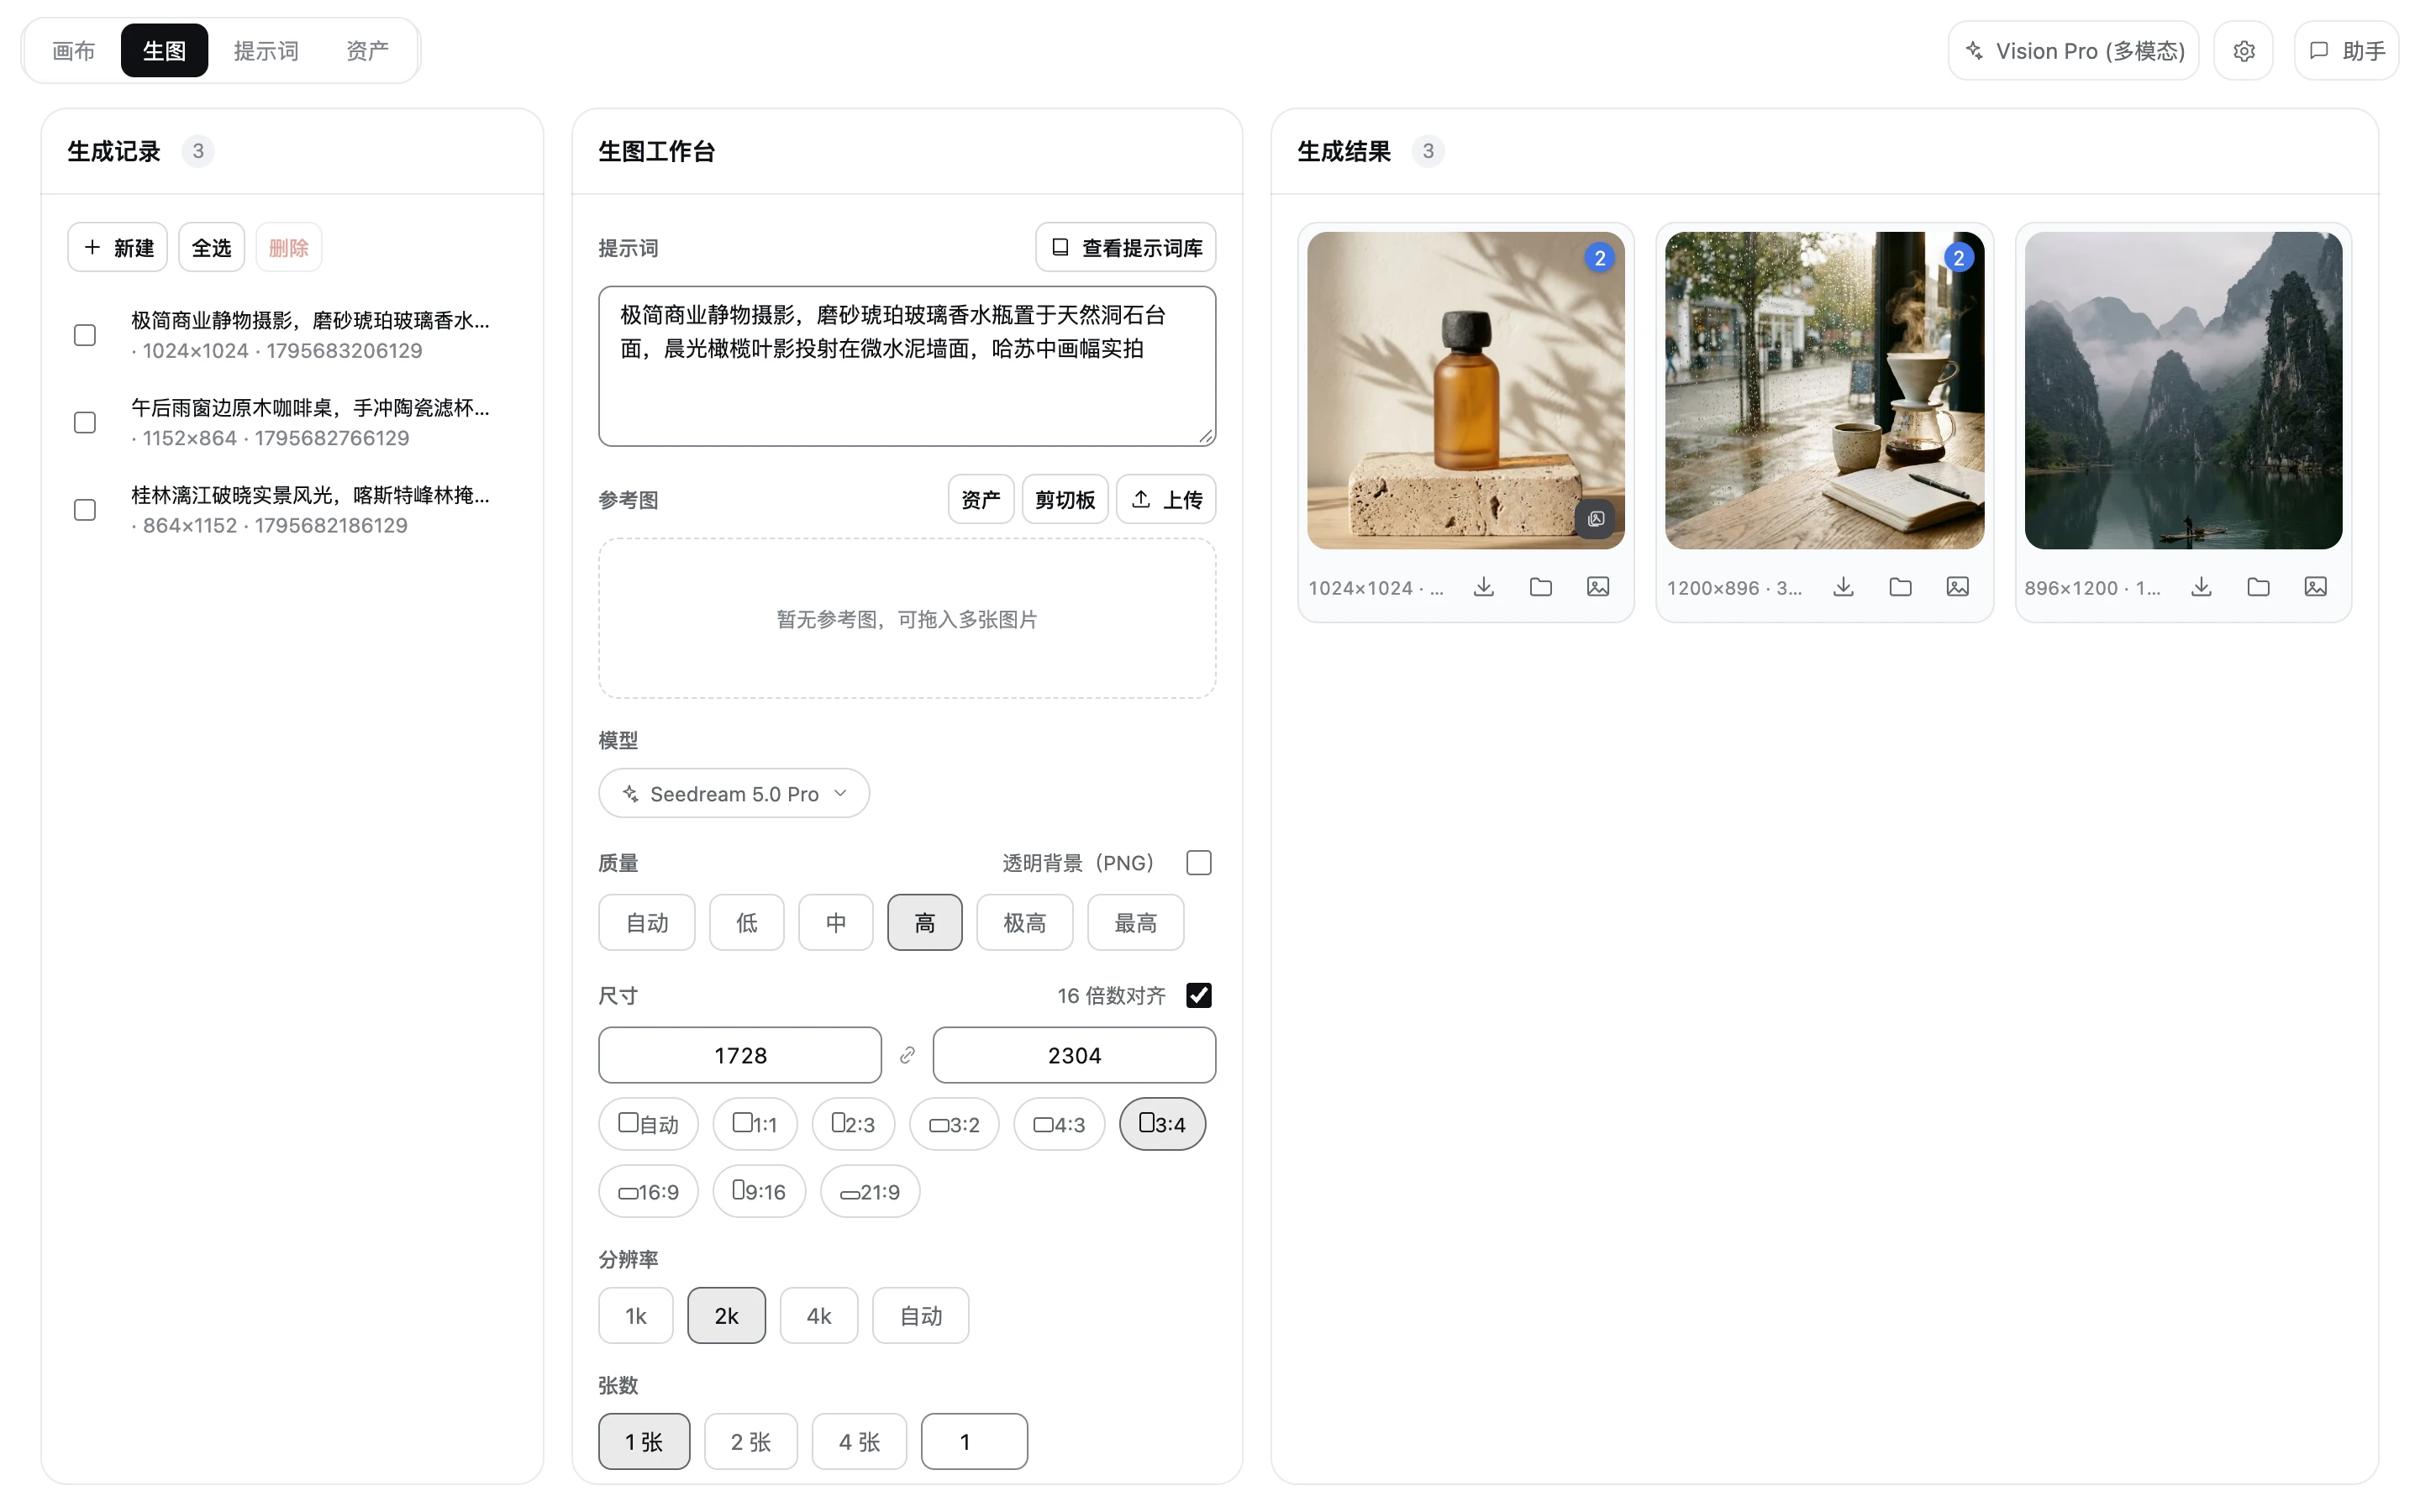 画布
生图
提示词
资产
Vision Pro (多模态)
助手
生成记录 3
新建
全选
删除
极简商业静物摄影，磨砂琥珀玻璃香水...
· 1024×1024 · 1795683206129
午后雨窗边原木咖啡桌，手冲陶瓷滤杯...
· 1152×864 · 1795682766129
桂林漓江破晓实景风光，喀斯特峰林掩...
· 864×1152 · 1795682186129
生图工作台
提示词
查看提示词库
极简商业静物摄影，磨砂琥珀玻璃香水瓶置于天然洞石台
面，晨光橄榄叶影投射在微水泥墙面，哈苏中画幅实拍
参考图
资产
剪切板
上传
暂无参考图，可拖入多张图片
模型
Seedream 5.0 Pro
质量
透明背景（PNG）
自动
低
中
高
极高
最高
尺寸
16 倍数对齐
1728
2304
自动
1:1
2:3
3:2
4:3
3:4
16:9
9:16
21:9
分辨率
1k
2k
4k
自动
张数
1 张
2 张
4 张
1
生成结果 3
2
1024×1024 · ...
2
1200×896 · 3...
896×1200 · 1...